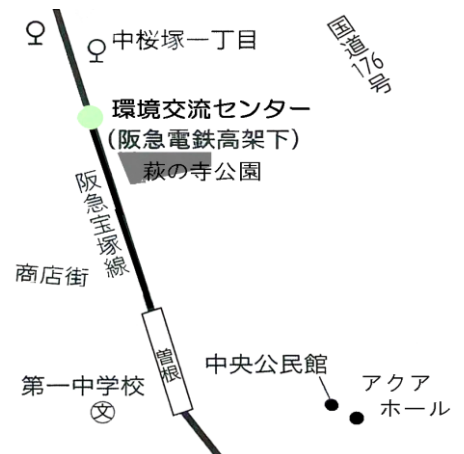 中桜塚一丁目
国道176号
環境交流センター
(阪急電鉄高架下)
萩の寺公園
阪急宝塚線
商店街
曽根
中央公民館
アクア
ホール
第一中学校
文